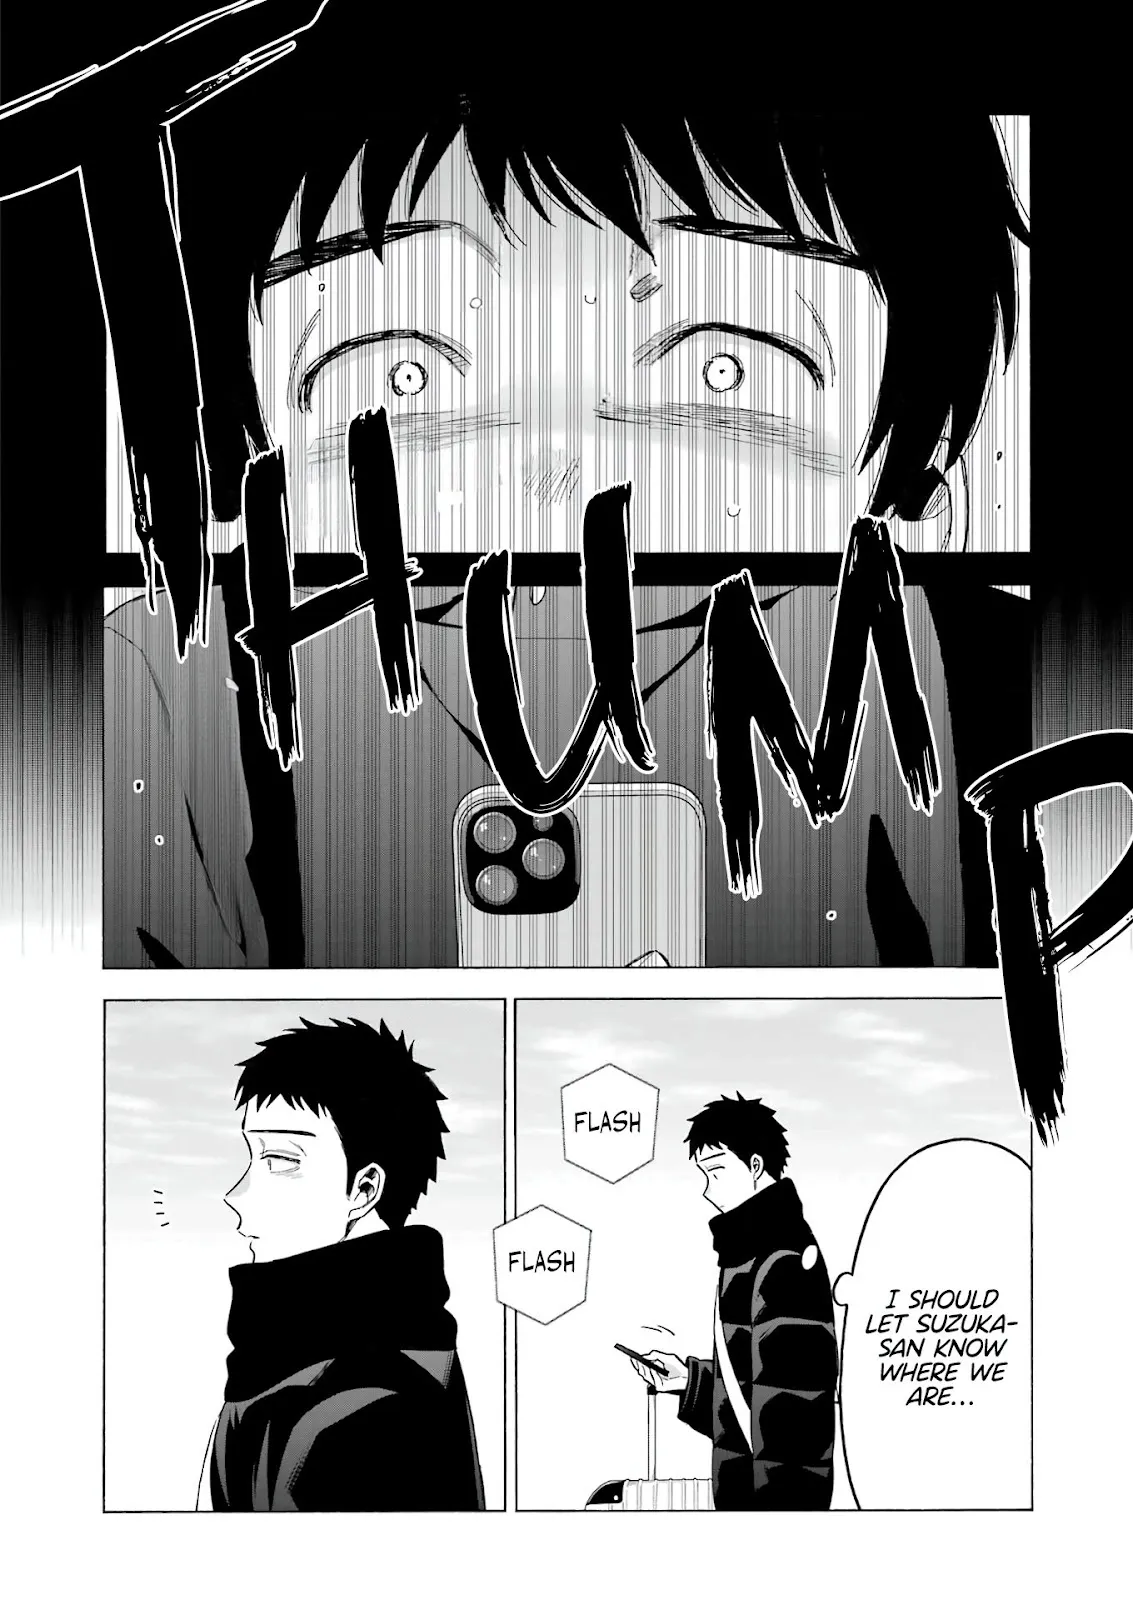 THUMP
FLASH
FLASH
I SHOULD
LET SUZUKA-
SAN KNOW
WHERE WE
ARE...